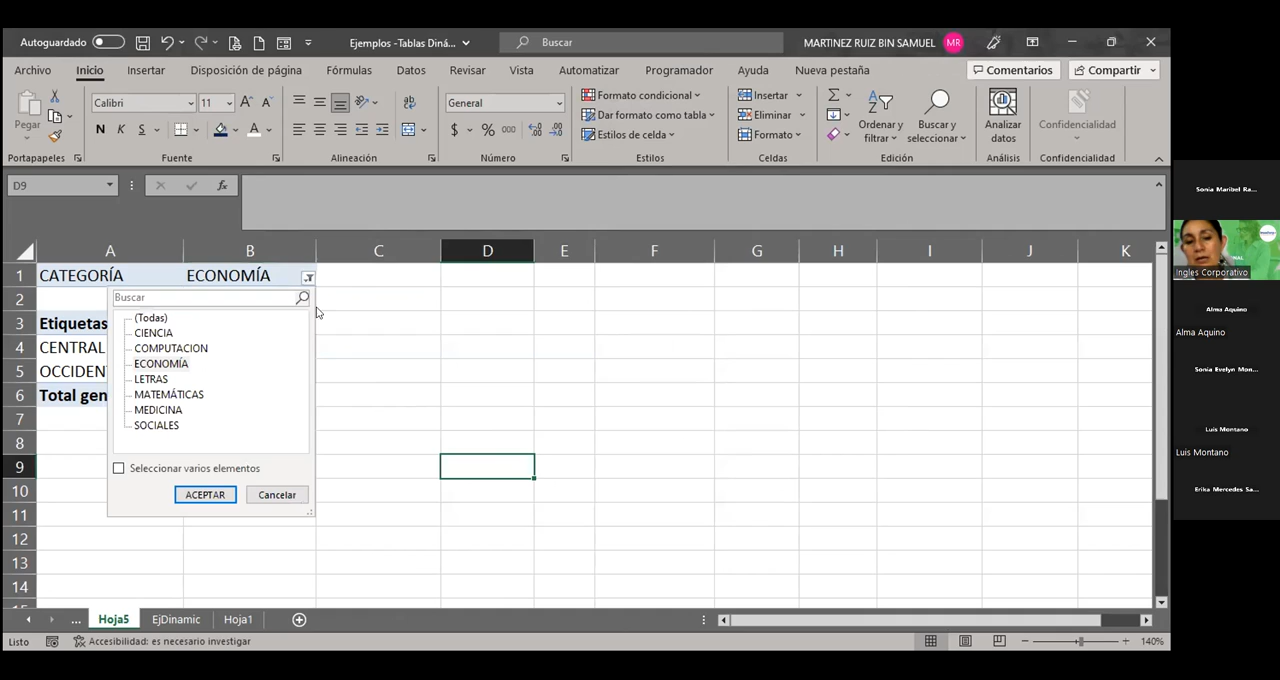 Autoguardado Ejemplos -Tablas Diná... Buscar MARTINEZ RUIZ BIN SAMUEL MR
Archivo Inicio Insertar Disposición de página Fórmulas Datos Revisar Vista Automatizar Programador Ayuda Nueva pestaña Comentarios Compartir
Pegar
Calibri 11
N K S
General
$ % 000
Formato condicional
Dar formato como tabla
Estilos de celda
Insertar
Eliminar
Formato
Ordenar y
filtrar
Buscar y
seleccionar
Analizar
datos
Confidencialidad
Portapapeles Fuente Alineación Número Estilos Celdas Edición Análisis Confidencialidad
D9 fx
A B C D E F G H I J K
1 CATEGORÍA ECONOMÍA
2
3 Etiquetas
4 CENTRAL
5 OCCIDEN
6 Total gen
7
8
9
10
11
12
13
14
Buscar
(Todas)
CIENCIA
COMPUTACION
ECONOMÍA
LETRAS
MATEMÁTICAS
MEDICINA
SOCIALES
Seleccionar varios elementos
ACEPTAR Cancelar
... Hoja5 EjDinamic Hoja1
Listo Accesibilidad: es necesario investigar 140%
Sonia Maribel Ra...
Ingles Corporativo
Alma Aquino
Alma Aquino
Sonia Evelyn Mon...
Luis Montano
Luis Montano
Erika Mercedes Sa...